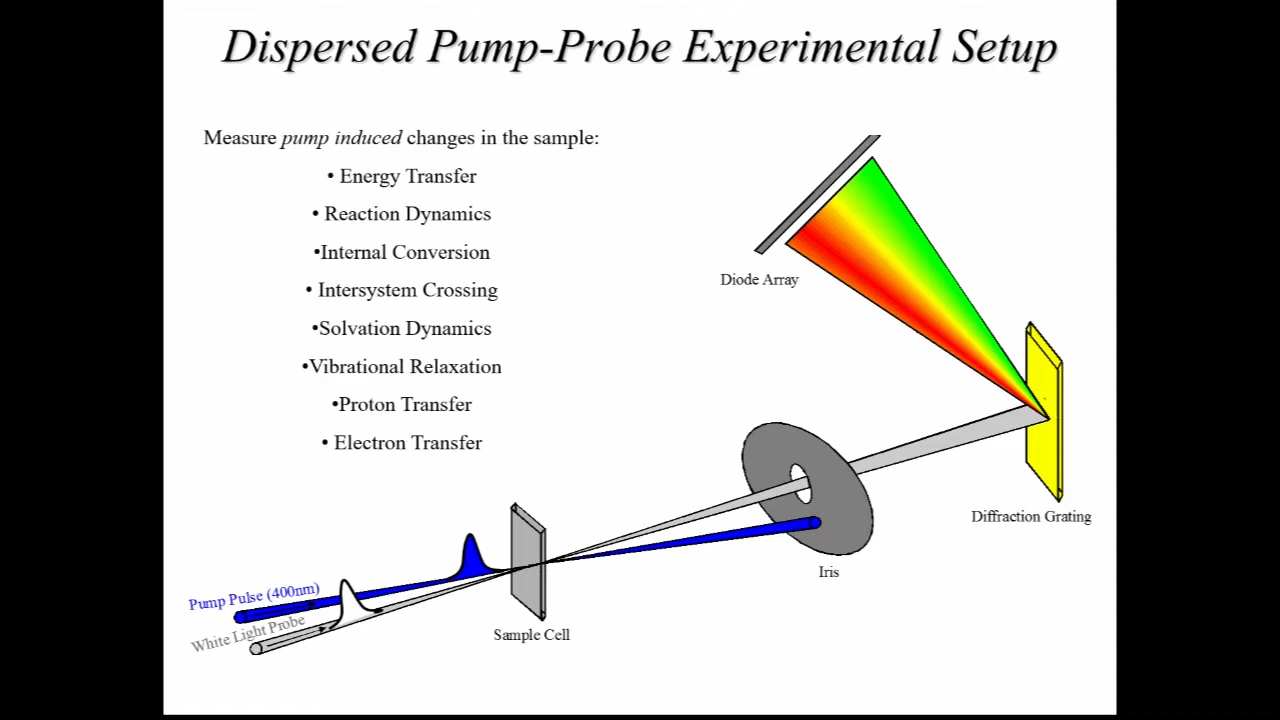 Dispersed Pump-Probe Experimental Setup
Measure pump induced changes in the sample:
• Energy Transfer
• Reaction Dynamics
•Internal Conversion
• Intersystem Crossing
•Solvation Dynamics
•Vibrational Relaxation
•Proton Transfer
• Electron Transfer
Diode Array
Diffraction Grating
Iris
Pump Pulse (400nm)
White Light Probe
Sample Cell